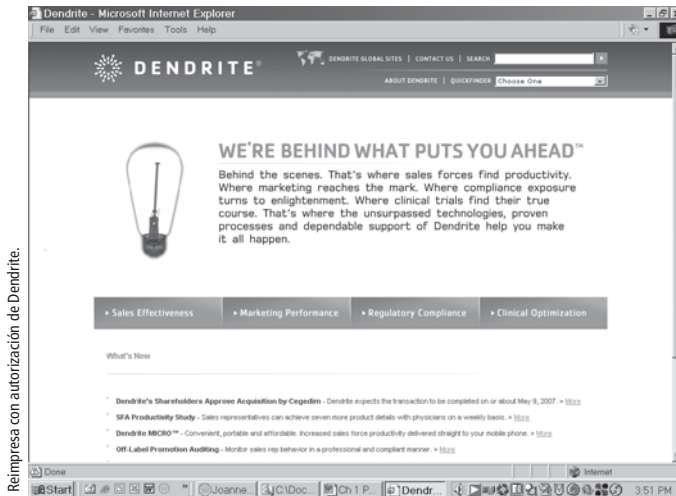 Dendrite - Microsoft Internet Explorer
File Edit View Favorites Tools Help
DENDRITE®
DENDRITE GLOBAL SITES | CONTACT US | SEARCH
ABOUT DENDRITE | QUICKFINDER Choose One
WE'RE BEHIND WHAT PUTS YOU AHEAD™
Behind the scenes. That's where sales forces find productivity.
Where marketing reaches the mark. Where compliance exposure
turns to enlightenment. Where clinical trials find their true
course. That's where the unsurpassed technologies, proven
processes and dependable support of Dendrite help you make
it all happen.
Sales Effectiveness
Marketing Performance
Regulatory Compliance
Clinical Optimization
What's New
Dendrite's Shareholders Approve Acquisition by Cegedim - Dendrite expects the transaction to be completed on or about May 9, 2007. > More
SFA Productivity Study - Sales representatives can achieve seven more product details with physicians on a weekly basis. > More
Dendrite MICRO™ - Convenient, portable and affordable. Increased sales force productivity delivered straight to your mobile phone. > More
Off-Label Promotion Auditing - Monitor sales rep behavior in a professional and compliant manner. > More
Done
Internet
Start
Joanne...
C:\Doc...
Ch 1 P...
Dendr...
3:51 PM
Reimpresa con autorización de Dendrite.